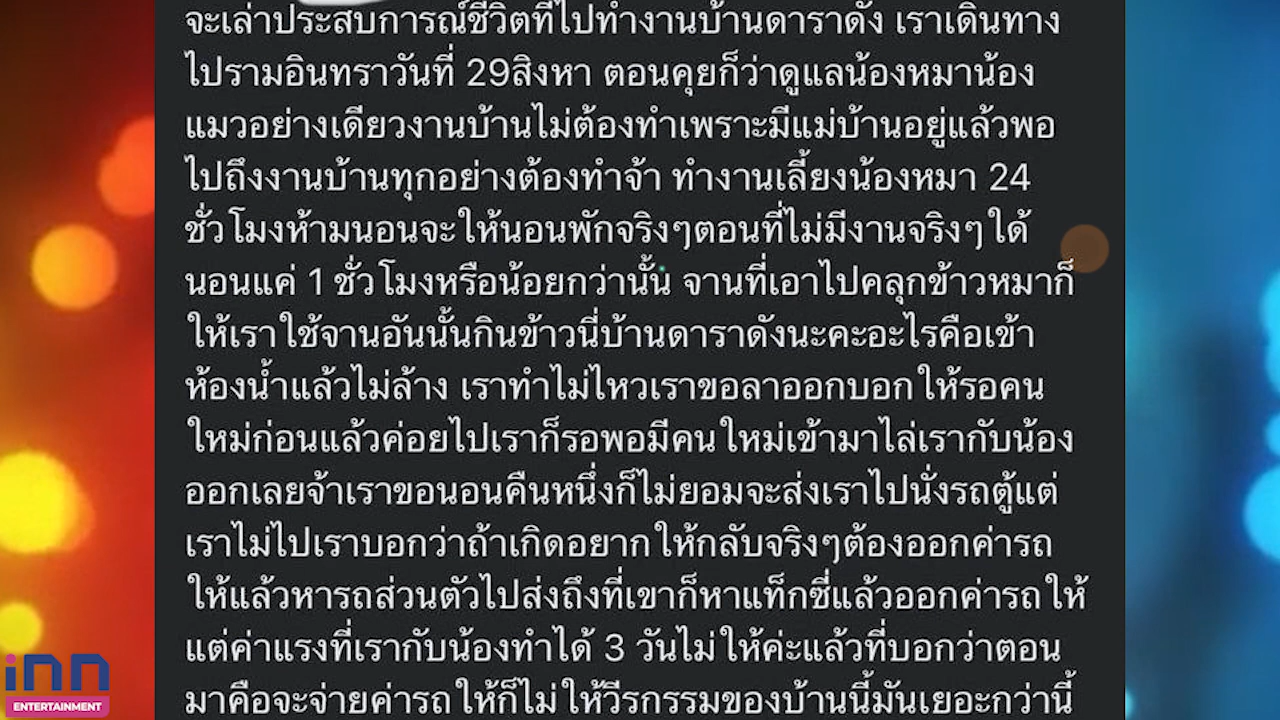 จะเล่าประสบการณ์ชีวิตที่ไปทำงานบ้านดาราดัง เราเดินทาง
ไปรามอินทราวันที่ 29สิงหา ตอนคุยก็ว่าดูแลน้องหมาน้อง
แมวอย่างเดียวงานบ้านไม่ต้องทำเพราะมีแม่บ้านอยู่แล้วพอ
ไปถึงงานบ้านทุกอย่างต้องทำจ้า ทำงานเลี้ยงน้องหมา 24
ชั่วโมงห้ามนอนจะให้นอนพักจริงๆตอนที่ไม่มีงานจริงๆได้
นอนแค่ 1 ชั่วโมงหรือน้อยกว่านั้น จานที่เอาไปคลุกข้าวหมาก็
ให้เราใช้จานอันนั้นกินข้าวนี่บ้านดาราดังนะคะอะไรคือเข้า
ห้องน้ำแล้วไม่ล้าง เราทำไม่ไหวเราขอลาออกบอกให้รอคน
ใหม่ก่อนแล้วค่อยไปเราก็รอพอมีคนใหม่เข้ามาไล่เรากับน้อง
ออกเลยจ้าเราขอนอนคืนหนึ่งก็ไม่ยอมจะส่งเราไปนั่งรถตู้แต่
เราไม่ไปเราบอกว่าถ้าเกิดอยากให้กลับจริงๆต้องออกค่ารถ
ให้แล้วหารถส่วนตัวไปส่งถึงที่เขาก็หาแท็กซี่แล้วออกค่ารถให้
แต่ค่าแรงที่เรากับน้องทำได้ 3 วันไม่ให้ค่ะแล้วที่บอกว่าตอน
มาคือจะจ่ายค่ารถให้ก็ไม่ให้วีรกรรมของบ้านนี้มันเยอะกว่านี้
inn
ENTERTAINMENT